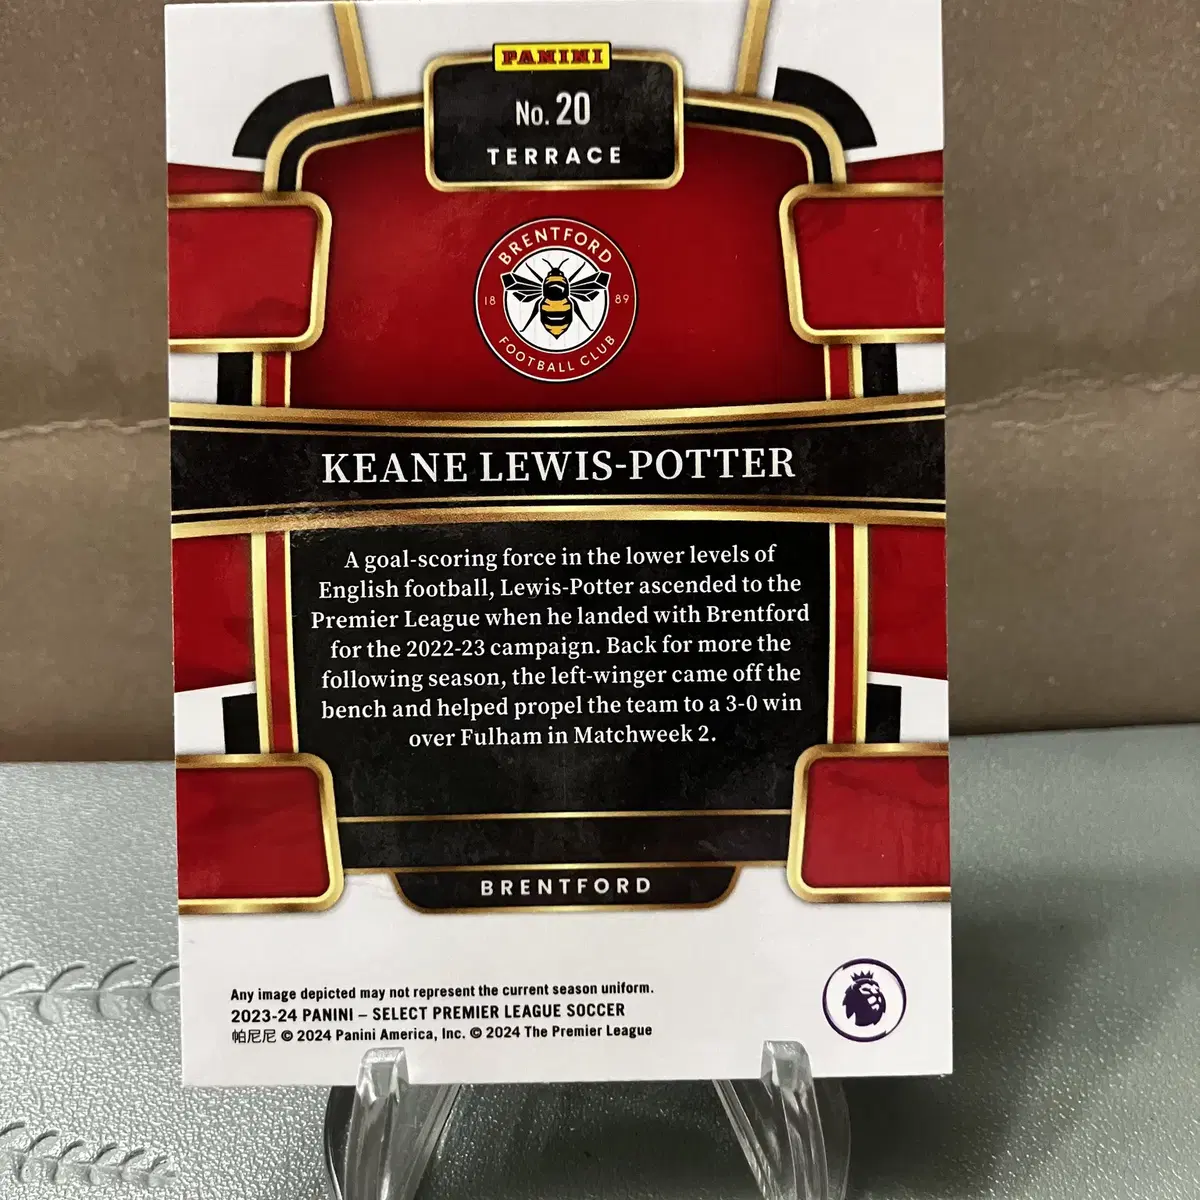 PANINI
No. 20
TERRACE
BRENTFORD
18 89
FOOTBALL CLUB
KEANE LEWIS-POTTER
A goal-scoring force in the lower levels of
English football, Lewis-Potter ascended to the
Premier League when he landed with Brentford
for the 2022-23 campaign. Back for more the
following season, the left-winger came off the
bench and helped propel the team to a 3-0 win
over Fulham in Matchweek 2.
BRENTFORD
Any image depicted may not represent the current season uniform.
2023-24 PANINI – SELECT PREMIER LEAGUE SOCCER
帕尼尼 © 2024 Panini America, Inc. © 2024 The Premier League